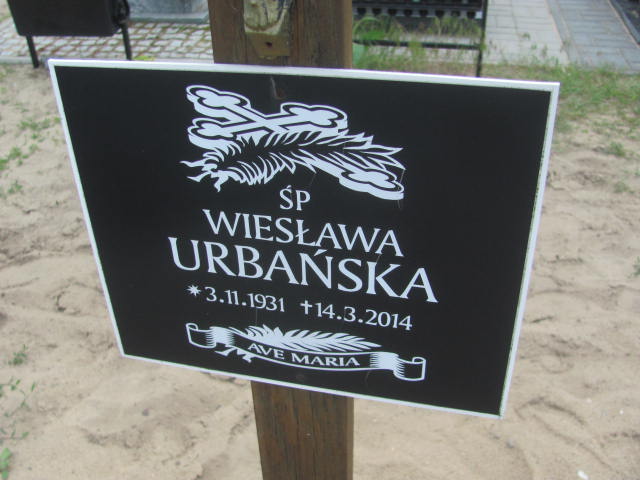 ŚP
WIESŁAWA
URBAŃSKA
*3.11.1931 †14.3.2014
AVE MARIA